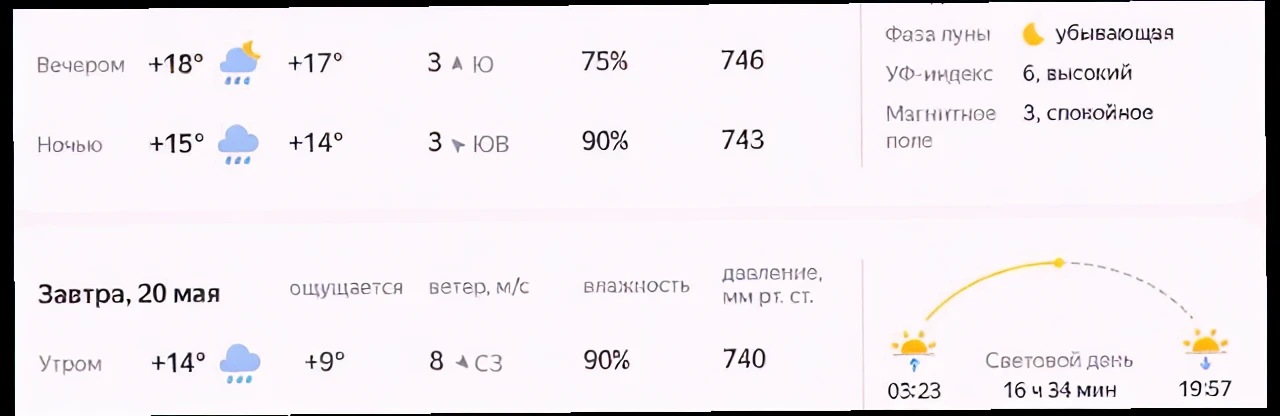 Фаза луны убывающая
Вечером +18° +17° 3 Ю 75% 746
УФ-индекс 6, высокий
Магнитное 3, спокойное
поле
Ночью +15° +14° 3 ЮВ 90% 743
Завтра, 20 мая ощущается ветер, м/с влажность давление,
мм рт. ст.
Утром +14° +9° 8 СЗ 90% 740
Световой день
03:23 16 ч 34 мин 19:57